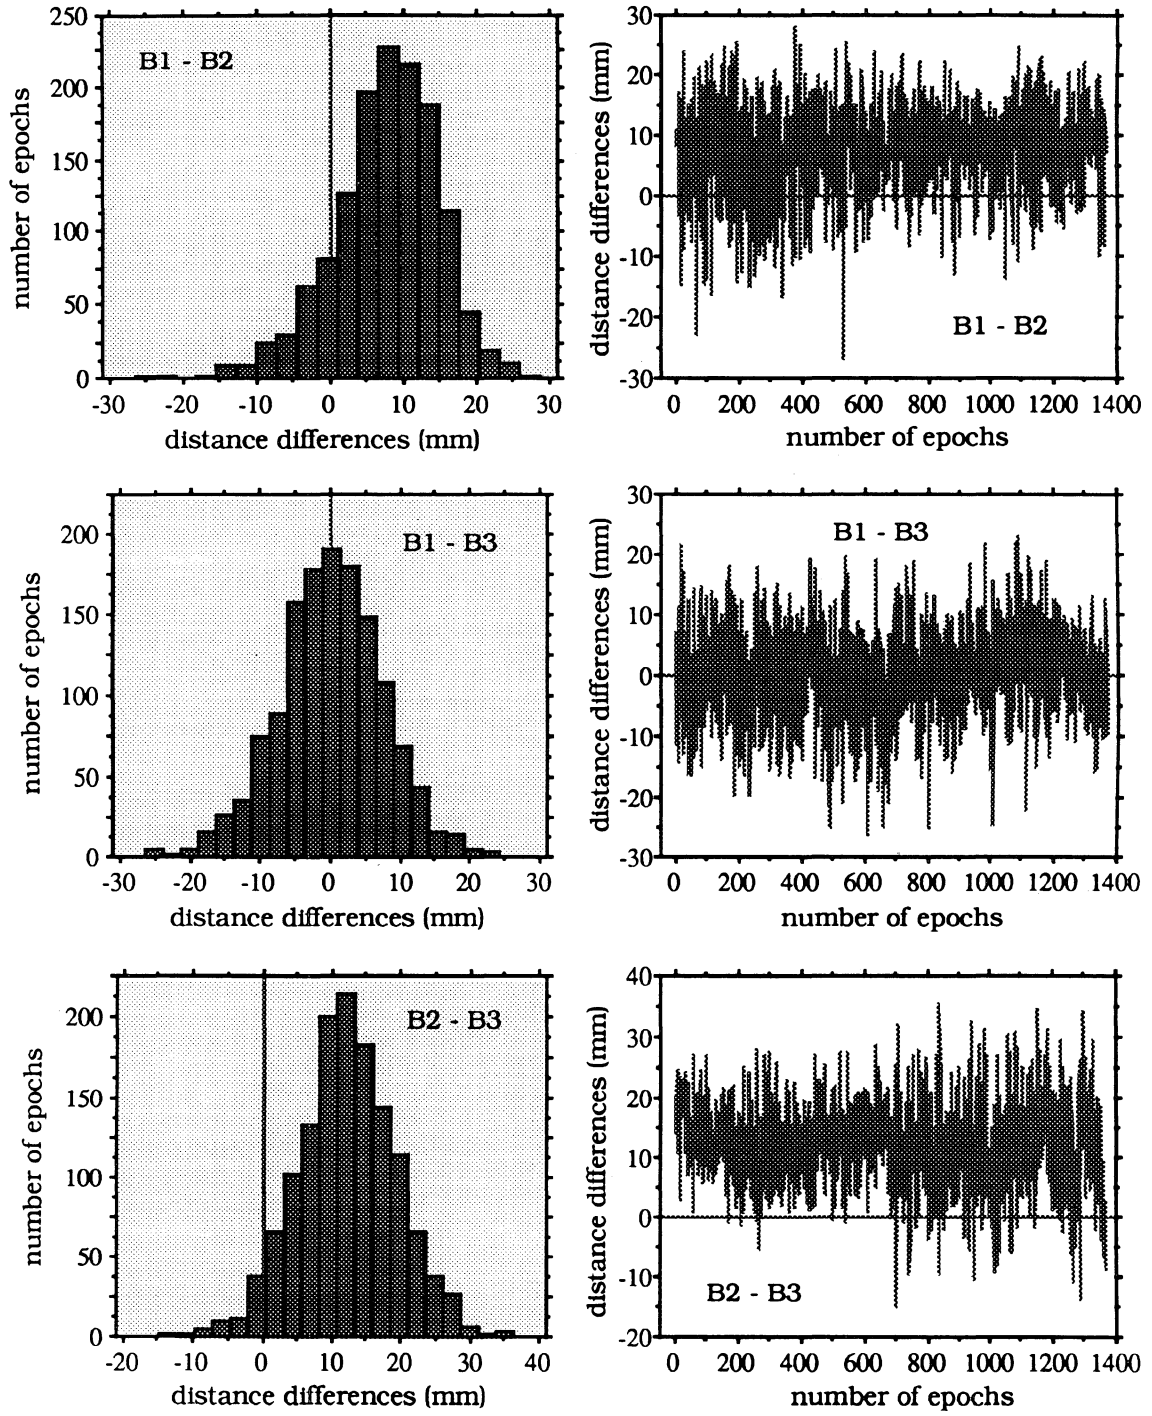 250
200
150
100
50
0
number of epochs
B1 - B2
-30 -20 -10 0 10 20 30
distance differences (mm)
30
20
10
0
-10
-20
-30
distance differences (mm)
B1 - B2
0 200 400 600 800 1000 1200 1400
number of epochs
200
150
100
50
0
number of epochs
B1 - B3
-30 -20 -10 0 10 20 30
distance differences (mm)
30
20
10
0
-10
-20
-30
distance differences (mm)
B1 - B3
0 200 400 600 800 1000 1200 1400
number of epochs
200
150
100
50
0
number of epochs
B2 - B3
-20 -10 0 10 20 30 40
distance differences (mm)
40
30
20
10
0
-10
-20
distance differences (mm)
B2 - B3
0 200 400 600 800 1000 1200 1400
number of epochs